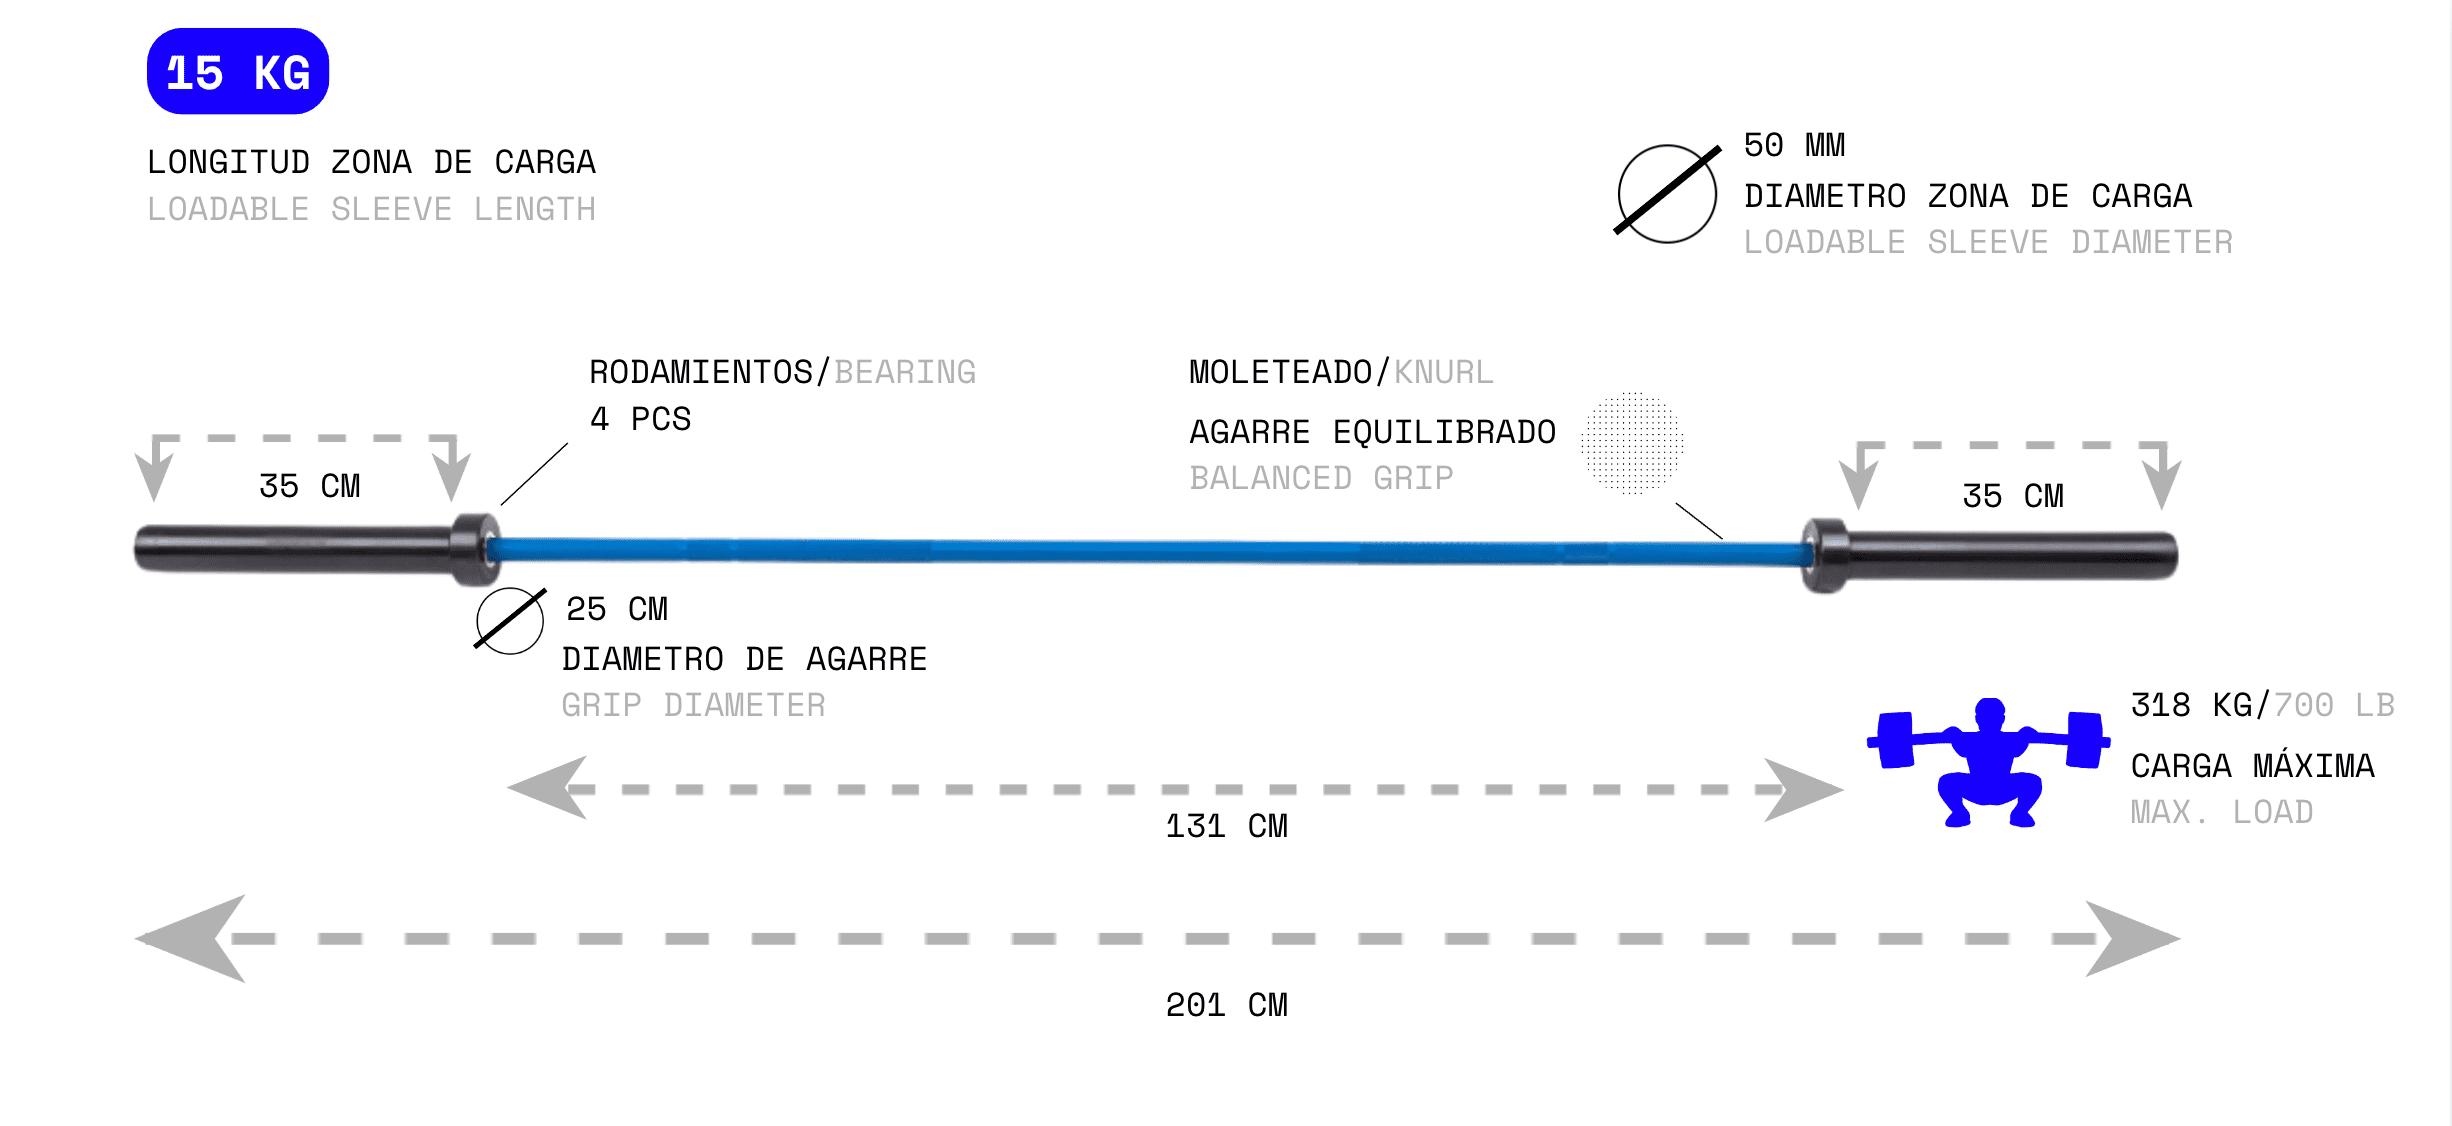 15 KG
LONGITUD ZONA DE CARGA
LOADABLE SLEEVE LENGTH
50 MM
DIAMETRO ZONA DE CARGA
LOADABLE SLEEVE DIAMETER
RODAMIENTOS/BEARING
4 PCS
MOLETEADO/KNURL
AGARRE EQUILIBRADO
BALANCED GRIP
35 CM
35 CM
25 CM
DIAMETRO DE AGARRE
GRIP DIAMETER
318 KG/700 LB
CARGA MÁXIMA
MAX. LOAD
131 CM
201 CM